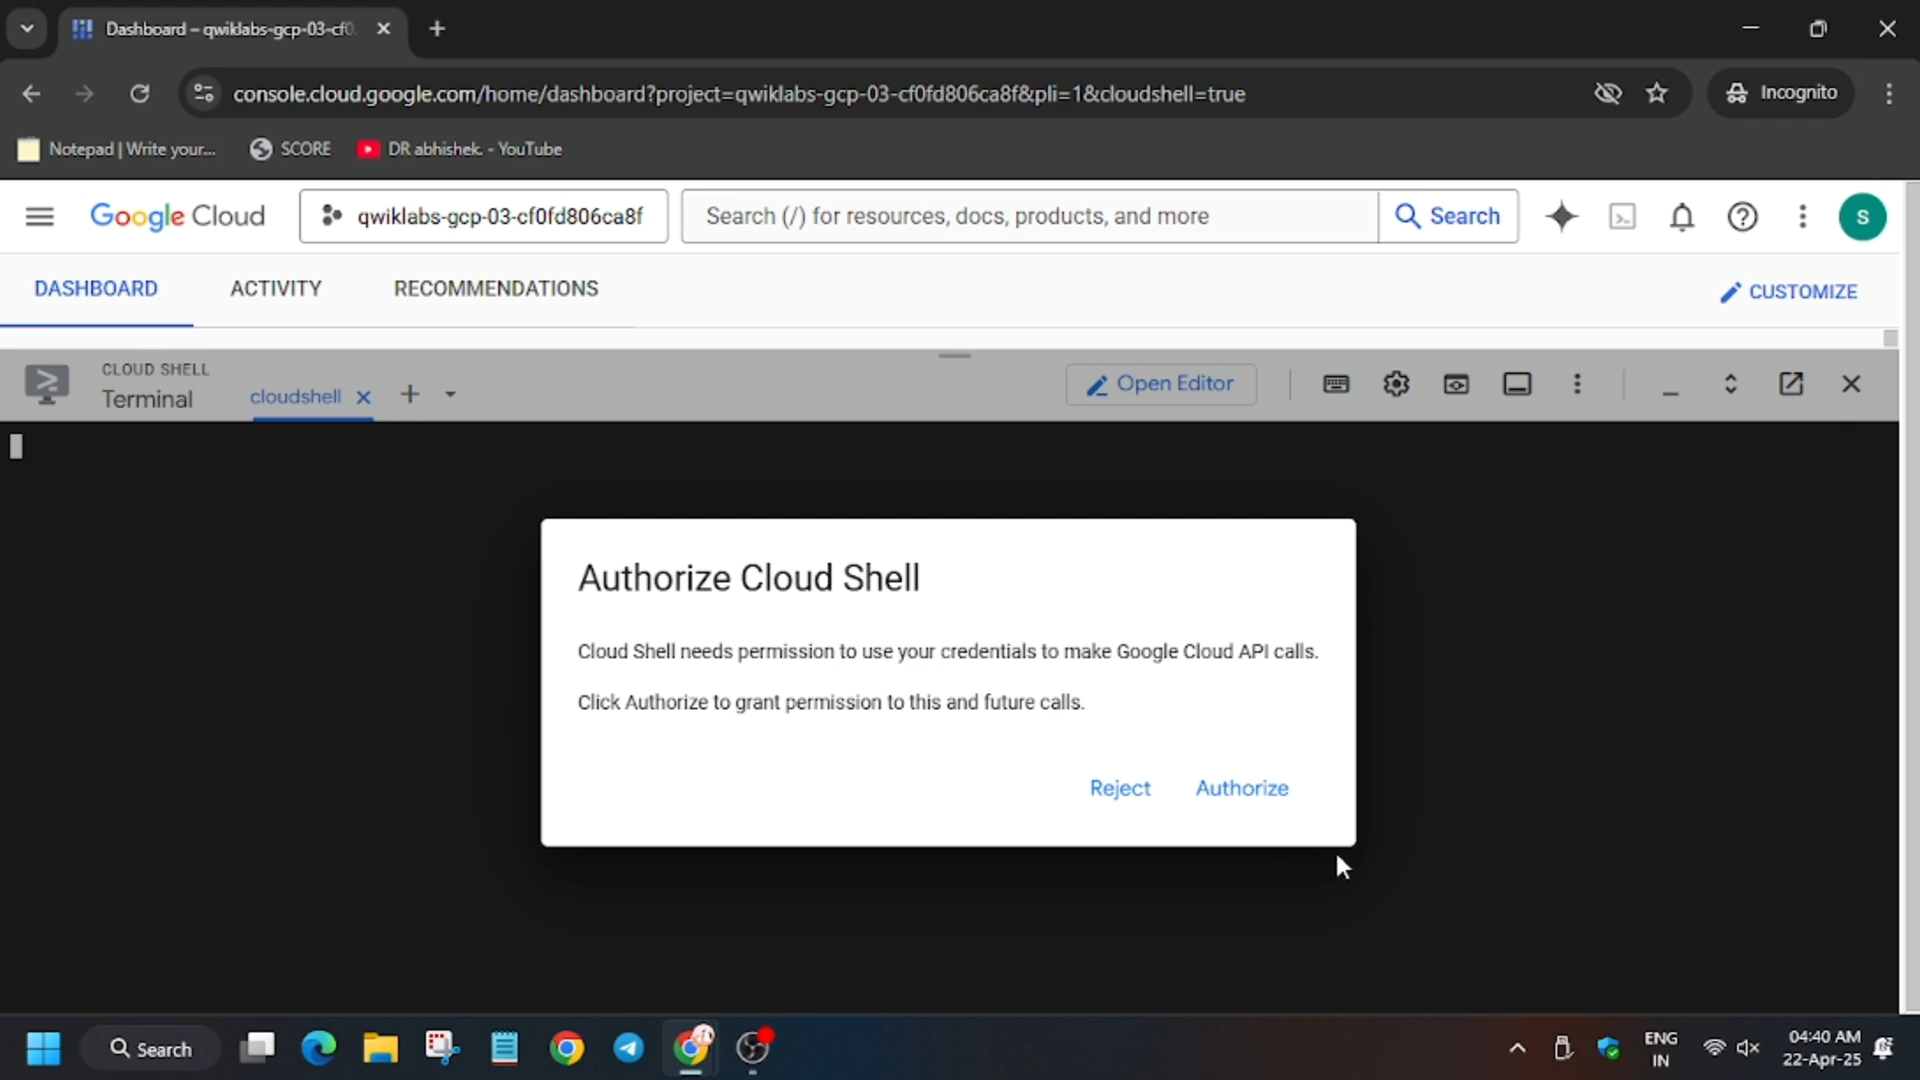 Dashboard – qwiklabs-gcp-03-cf0
console.cloud.google.com/home/dashboard?project=qwiklabs-gcp-03-cf0fd806ca8f&pli=1&cloudshell=true
Incognito
Notepad | Write your... SCORE DR abhishek. - YouTube
Google Cloud qwiklabs-gcp-03-cf0fd806ca8f Search (/) for resources, docs, products, and more Search S
DASHBOARD ACTIVITY RECOMMENDATIONS CUSTOMIZE
CLOUD SHELL
Terminal cloudshell Open Editor
Authorize Cloud Shell
Cloud Shell needs permission to use your credentials to make Google Cloud API calls.
Click Authorize to grant permission to this and future calls.
Reject Authorize
Search
ENG
IN
04:40 AM
22-Apr-25